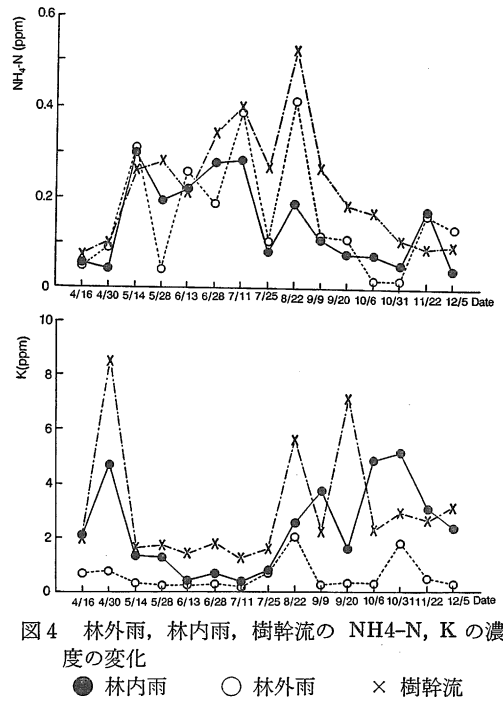 NH₄-N (ppm)
0.6
0.4
0.2
0
4/16 4/30 5/14 5/28 6/13 6/28 7/11 7/25 8/22 9/9 9/20 10/6 10/31 11/22 12/5 Date
K(ppm)
10
8
6
4
2
0
4/16 4/30 5/14 5/28 6/13 6/28 7/11 7/25 8/22 9/9 9/20 10/6 10/31 11/22 12/5 Date
図4 林外雨，林内雨，樹幹流の NH4-N, K の濃
度の変化
● 林内雨 ○ 林外雨 × 樹幹流